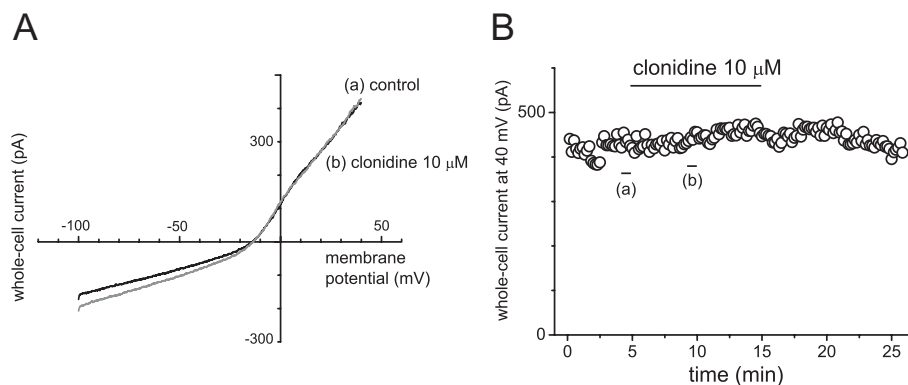 A
whole-cell current (pA)
(a) control
300
(b) clonidine 10 μM
-100
-50
50
membrane
potential (mV)
-300
B
clonidine 10 μM
whole-cell current at 40 mV (pA)
500
(a)
(b)
0
0
5
10
15
20
25
time (min)